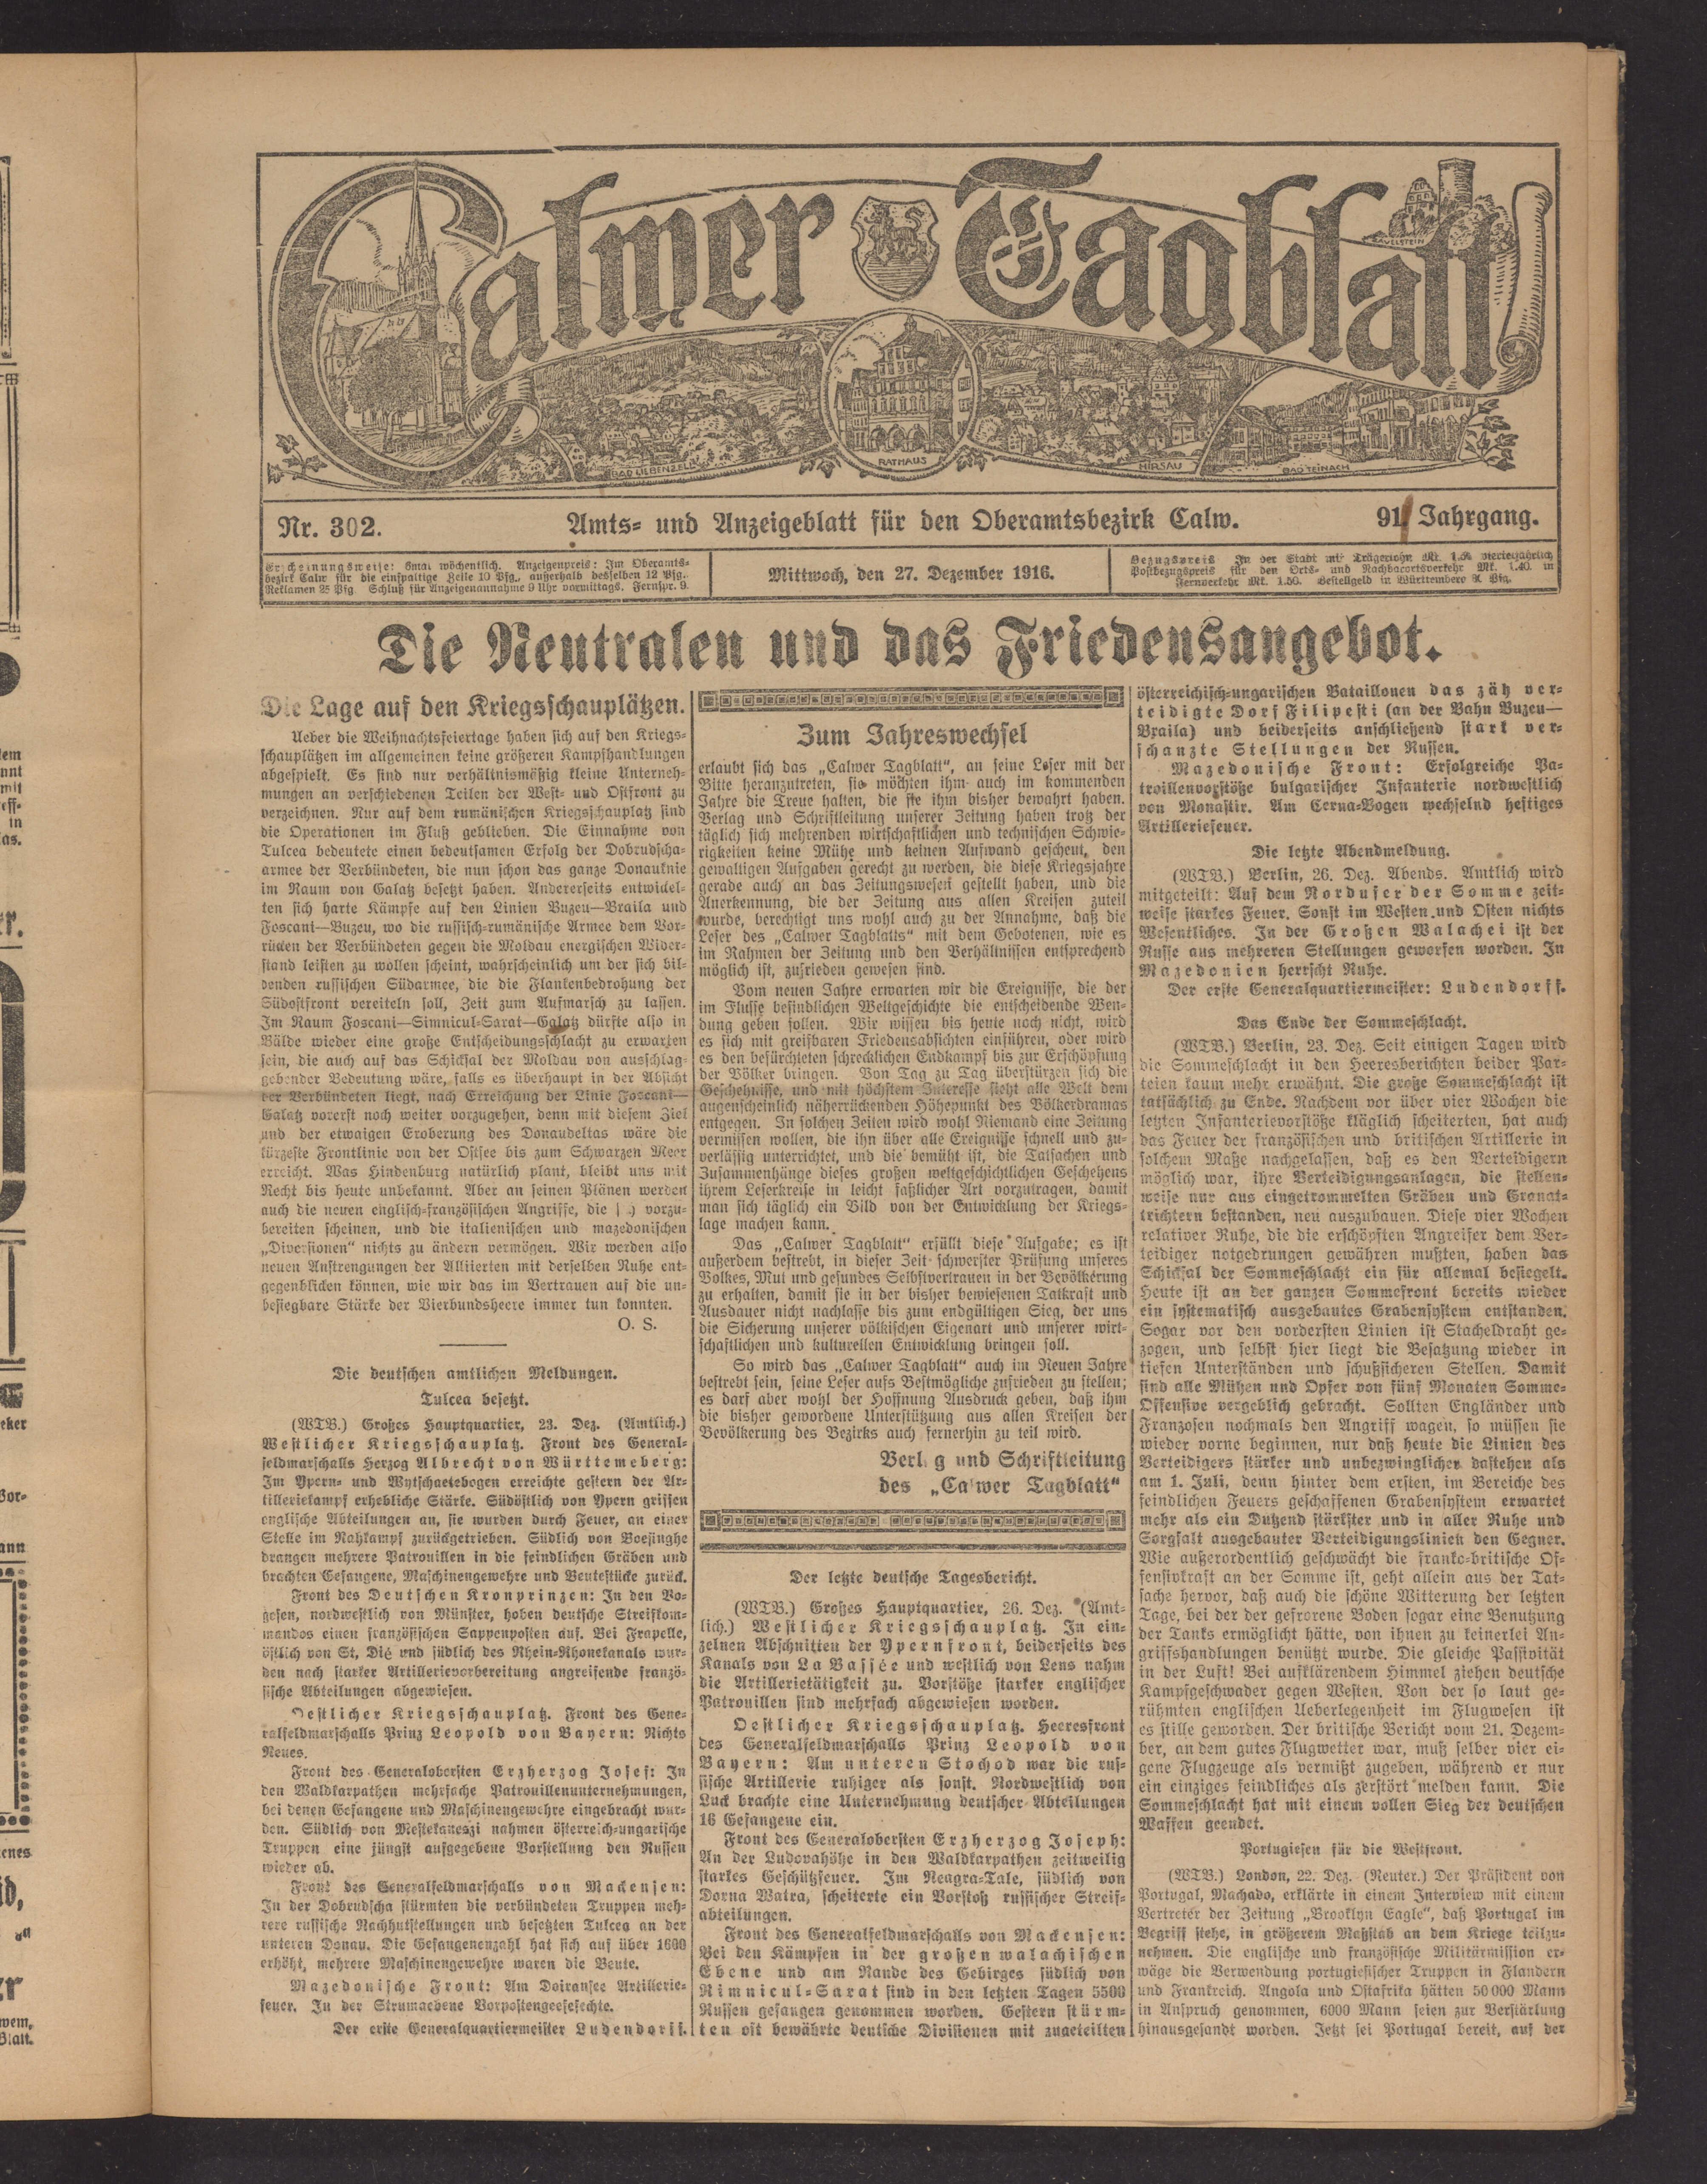 Calwer Tagblatt
ZAVELSTEIN
BAD LIEBENZELL
RATHAUS
HIRSAU
BAD TEINACH
Nr. 302.
Amts- und Anzeigeblatt für den Oberamtsbezirk Calw.
91. Jahrgang.
Erscheinungsweise: 6mal wöchentlich. Anzeigenpreis: Im Oberamts-
bezirk Calw für die einspaltige Zeile 10 Pfg., außerhalb desselben 12 Pfg.,
Reklamen 25 Pfg. Schluß für Anzeigenannahme 9 Uhr vormittags. Fernspr. 9.
Mittwoch, den 27. Dezember 1916.
Bezugspreis: In der Stadt mit Trägerlohn Mk. vierteljährlich
Postbezugspreis für den Orts- und Nachbarortsverkehr Mk. 1.40. in
Fernverkehr Mk. 1.50. Bestellgeld in Württemberg Pfg.
Die Neutralen und das Friedensangebot.
Die Lage auf den Kriegsschauplätzen.
Ueber die Weihnachtsfeiertage haben sich auf den Kriegs-
schauplätzen im allgemeinen keine größeren Kampfhandlungen
abgespielt. Es sind nur verhältnismäßig kleine Unterneh-
mungen an verschiedenen Teilen der West- und Ostfront zu
verzeichnen. Nur auf dem rumänischen Kriegsschauplatz sind
die Operationen im Fluß geblieben. Die Einnahme von
Tulcea bedeutete einen bedeutsamen Erfolg der Dobrudscha-
armee der Verbündeten, die nun schon das ganze Donauknie
im Raum von Galatz besetzt haben. Andererseits entwickel-
ten sich harte Kämpfe auf den Linien Buzeu—Braila und
Foscani—Buzeu, wo die russisch-rumänische Armee dem Vor-
rücken der Verbündeten gegen die Moldau energischen Wider-
stand leisten zu wollen scheint, wahrscheinlich um der sich bil-
denden russischen Südarmee, die die Flankenbedrohung der
Südostfront vereiteln soll, Zeit zum Aufmarsch zu lassen.
Im Raum Foscani—Simnicul-Sarat—Galatz dürfte also in
Bälde wieder eine große Entscheidungsschlacht zu erwarten
sein, die auch auf das Schicksal der Moldau von ausschlag-
gebender Bedeutung wäre, falls es überhaupt in der Absicht
der Verbündeten liegt, nach Erreichung der Linie Foscani—
Galatz vorerst noch weiter vorzugehen, denn mit diesem Ziel
und der etwaigen Eroberung des Donaudeltas wäre die
kürzeste Frontlinie von der Ostsee bis zum Schwarzen Meer
erreicht. Was Hindenburg natürlich plant, bleibt uns mit
Recht bis heute unbekannt. Aber an seinen Plänen werden
auch die neuen englisch-französischen Angriffe, die vorzu-
bereiten scheinen, und die italienischen und mazedonischen
„Diversionen“ nichts zu ändern vermögen. Wir werden also
neuen Anstrengungen der Alliierten mit derselben Ruhe ent-
gegenblicken können, wie wir das im Vertrauen auf die un-
besiegbare Stärke der Vierbundsheere immer tun konnten.
O. S.
Die deutschen amtlichen Meldungen.
Tulcea besetzt.
(WTB.) Großes Hauptquartier, 23. Dez. (Amtlich.)
Westlicher Kriegsschauplatz. Front des General-
feldmarschalls Herzog Albrecht von Württemeberg:
Im Ypern- und Wytschaetebogen erreichte gestern der Ar-
tilleriekampf erhebliche Stärke. Südöstlich von Ypern griffen
englische Abteilungen an, sie wurden durch Feuer, an einer
Stelle im Nahkampf zurückgetrieben. Südlich von Boesinghe
drangen mehrere Patrouillen in die feindlichen Gräben und
brachten Gefangene, Maschinengewehre und Beutestücke zurück.
Front des Deutschen Kronprinzen: In den Vo-
gesen, nordwestlich von Münster, hoben deutsche Streifkom-
mandos einen französischen Sappenposten auf. Bei Frapelle,
östlich von St. Dié und südlich des Rhein-Rhonekanals wur-
den nach starker Artillerievorbereitung angreifende franzö-
sische Abteilungen abgewiesen.
Oestlicher Kriegsschauplatz. Front des Gene-
ralfeldmarschalls Prinz Leopold von Bayern: Nichts
Neues.
Front des Generalobersten Erzherzog Josef: In
den Waldkarpathen mehrfache Patrouillenunternehmungen,
bei denen Gefangene und Maschinengewehre eingebracht wur-
den. Südlich von Mestekaneszi nahmen österreich-ungarische
Truppen eine jüngst aufgegebene Vorstellung den Russen
wieder ab.
Front des Generalfeldmarschalls von Mackensen:
In der Dobrudscha stürmten die verbündeten Truppen meh-
rere russische Nachhutstellungen und besetzten Tulcea an der
unteren Donau. Die Gefangenenzahl hat sich auf über 1600
erhöht, mehrere Maschinengewehre waren die Beute.
Mazedonische Front: Am Doiransee Artillerie-
feuer. In der Strumaebene Vorpostengefechte.
Der erste Generalquartiermeister Ludendorff.
Zum Jahreswechsel
erlaubt sich das „Calwer Tagblatt“, an seine Leser mit der
Bitte heranzutreten, sie möchten ihm auch im kommenden
Jahre die Treue halten, die sie ihm bisher bewahrt haben.
Verlag und Schriftleitung unserer Zeitung haben trotz der
täglich sich mehrenden wirtschaftlichen und technischen Schwie-
rigkeiten keine Mühe und keinen Aufwand gescheut, den
gewaltigen Aufgaben gerecht zu werden, die diese Kriegsjahre
gerade auch an das Zeitungswesen gestellt haben, und die
Anerkennung, die der Zeitung aus allen Kreisen zuteil
wurde, berechtigt uns wohl auch zu der Annahme, daß die
Leser des „Calwer Tagblatts“ mit dem Gebotenen, wie es
im Rahmen der Zeitung und den Verhältnissen entsprechend
möglich ist, zufrieden gewesen sind.
Vom neuen Jahre erwarten wir die Ereignisse, die der
im Flusse befindlichen Weltgeschichte die entscheidende Wen-
dung geben sollen. Wir wissen bis heute noch nicht, wird
es sich mit greifbaren Friedensabsichten einführen, oder wird
es den befürchteten schrecklichen Endkampf bis zur Erschöpfung
der Völker bringen. Von Tag zu Tag überstürzen sich die
Geschehnisse, und mit höchstem Interesse sieht alle Welt dem
augenscheinlich näherrückenden Höhepunkt des Völkerdramas
entgegen. In solchen Zeiten wird wohl Niemand eine Zeitung
vermissen wollen, die ihn über alle Ereignisse schnell und zu-
verlässig unterrichtet, und die bemüht ist, die Tatsachen und
Zusammenhänge dieses großen weltgeschichtlichen Geschehens
ihrem Leserkreise in leicht faßlicher Art vorzutragen, damit
man sich täglich ein Bild von der Entwicklung der Kriegs-
lage machen kann.
Das „Calwer Tagblatt“ erfüllt diese Aufgabe; es ist
außerdem bestrebt, in dieser Zeit schwerster Prüfung unseres
Volkes, Mut und gesundes Selbstvertrauen in der Bevölkerung
zu erhalten, damit sie in der bisher bewiesenen Tatkraft und
Ausdauer nicht nachlasse bis zum endgültigen Sieg, der uns
die Sicherung unserer völkischen Eigenart und unserer wirt-
schaftlichen und kulturellen Entwicklung bringen soll.
So wird das „Calwer Tagblatt“ auch im Neuen Jahre
bestrebt sein, seine Leser aufs Bestmögliche zufrieden zu stellen;
es darf aber wohl der Hoffnung Ausdruck geben, daß ihm
die bisher gewordene Unterstützung aus allen Kreisen der
Bevölkerung des Bezirks auch fernerhin zu teil wird.
Verlag und Schriftleitung
des „Calwer Tagblatt“
Der letzte deutsche Tagesbericht.
(WTB.) Großes Hauptquartier, 26. Dez. (Amt-
lich.) Westlicher Kriegsschauplatz. In ein-
zelnen Abschnitten der Ypernfront, beiderseits des
Kanals von La Bassée und westlich von Lens nahm
die Artillerietätigkeit zu. Vorstöße starker englischer
Patrouillen sind mehrfach abgewiesen worden.
Oestlicher Kriegsschauplatz. Heeresfront
des Generalfeldmarschalls Prinz Leopold von
Bayern: Am unteren Stochod war die rus-
sische Artillerie ruhiger als sonst. Nordwestlich von
Luck brachte eine Unternehmung deutscher Abteilungen
16 Gefangene ein.
Front des Generalobersten Erzherzog Joseph:
An der Ludovahöhe in den Waldkarpathen zeitweilig
starkes Geschützfeuer. Im Neagra-Tale, südlich von
Dorna Watra, scheiterte ein Vorstoß russischer Streif-
abteilungen.
Front des Generalfeldmarschalls von Mackensen:
Bei den Kämpfen in der großen walachischen
Ebene und am Rande des Gebirges südlich von
Rimnicul-Sarat sind in den letzten Tagen 5500
Russen gefangen genommen worden. Gestern stürm-
ten oft bewährte deutsche Divisionen mit zugeteilten
österreichisch-ungarischen Bataillonen das zäh ver-
teidigte Dorf Filipesti (an der Bahn Buzeu—
Braila) und beiderseits anschließend stark ver-
schanzte Stellungen der Russen.
Mazedonische Front: Erfolgreiche Pa-
troillenvorstöße bulgarischer Infanterie nordwestlich
von Monastir. Am Cerna-Bogen wechselnd heftiges
Artilleriefeuer.
Die letzte Abendmeldung.
(WTB.) Berlin, 26. Dez. Abends. Amtlich wird
mitgeteilt: Auf dem Nordufer der Somme zeit-
weise starkes Feuer. Sonst im Westen und Osten nichts
Wesentliches. In der Großen Walachei ist der
Russe aus mehreren Stellungen geworfen worden. In
Mazedonien herrscht Ruhe.
Der erste Generalquartiermeister: Ludendorff.
Das Ende der Sommeschlacht.
(WTB.) Berlin, 23. Dez. Seit einigen Tagen wird
die Sommeschlacht in den Heeresberichten beider Par-
teien kaum mehr erwähnt. Die große Sommeschlacht ist
tatsächlich zu Ende. Nachdem vor über vier Wochen die
letzten Infanterievorstöße kläglich scheiterten, hat auch
das Feuer der französischen und britischen Artillerie in
solchem Maße nachgelassen, daß es den Verteidigern
möglich war, ihre Verteidigungsanlagen, die stellen-
weise nur aus eingetrommelten Gräben und Granat-
trichtern bestanden, neu auszubauen. Diese vier Wochen
relativer Ruhe, die die erschöpften Angreifer dem Ver-
teidiger notgedrungen gewähren mußten, haben das
Schicksal der Sommeschlacht ein für allemal besiegelt.
Heute ist an der ganzen Sommefront bereits wieder
ein systematisch ausgebautes Grabensystem entstanden.
Sogar vor den vordersten Linien ist Stacheldraht ge-
zogen, und selbst hier liegt die Besatzung wieder in
tiefen Unterständen und schußsicheren Stellen. Damit
sind alle Mühen und Opfer von fünf Monaten Somme-
Offensive vergeblich gebracht. Sollten Engländer und
Franzosen nochmals den Angriff wagen, so müssen sie
wieder vorne beginnen, nur daß heute die Linien des
Verteidigers stärker und unbezwinglicher dastehen als
am 1. Juli, denn hinter dem ersten, im Bereiche des
feindlichen Feuers geschaffenen Grabensystem erwartet
mehr als ein Dutzend stärkster und in aller Ruhe und
Sorgfalt ausgebauter Verteidigungslinien den Gegner.
Wie außerordentlich geschwächt die franko-britische Of-
fensivkraft an der Somme ist, geht allein aus der Tat-
sache hervor, daß auch die schöne Witterung der letzten
Tage, bei der der gefrorene Boden sogar eine Benutzung
der Tanks ermöglicht hätte, von ihnen zu keinerlei An-
griffshandlungen benützt wurde. Die gleiche Passivität
in der Luft! Bei aufklärendem Himmel ziehen deutsche
Kampfgeschwader gegen Westen. Von der so laut ge-
rühmten englischen Ueberlegenheit im Flugwesen ist
es stille geworden. Der britische Bericht vom 21. Dezem-
ber, an dem gutes Flugwetter war, muß selber vier ei-
gene Flugzeuge als vermißt zugeben, während er nur
ein einziges feindliches als zerstört melden kann. Die
Sommeschlacht hat mit einem vollen Sieg der deutschen
Waffen geendet.
Portugiesen für die Westfront.
(WTB.) London, 22. Dez. (Reuter.) Der Präsident von
Portugal, Machado, erklärte in einem Interview mit einem
Vertreter der Zeitung „Brooklyn Eagle“, daß Portugal im
Begriff stehe, in größerem Maßstab an dem Kriege teilzu-
nehmen. Die englische und französische Militärmission er-
wäge die Verwendung portugiesischer Truppen in Flandern
und Frankreich. Angola und Ostafrika hätten 50 000 Mann
in Anspruch genommen, 6000 Mann seien zur Verstärkung
hinausgesandt worden. Jetzt sei Portugal bereit, auf der